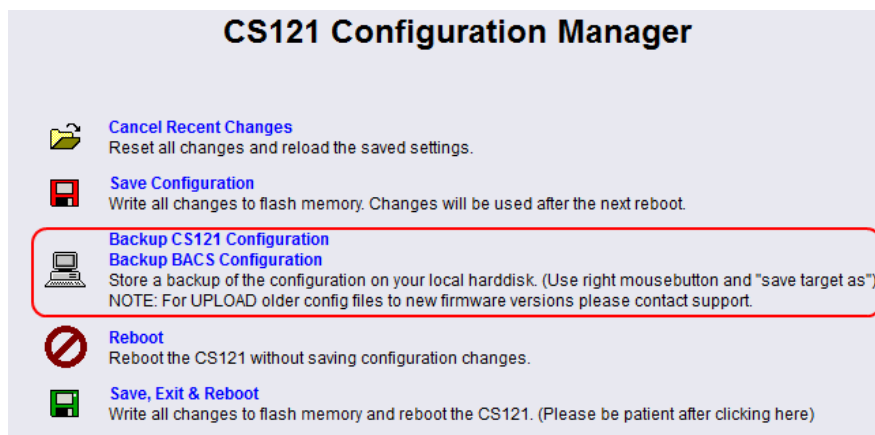 CS121 Configuration Manager
Cancel Recent Changes
Reset all changes and reload the saved settings.
Save Configuration
Write all changes to flash memory. Changes will be used after the next reboot.
Backup CS121 Configuration
Backup BACS Configuration
Store a backup of the configuration on your local harddisk. (Use right mousebutton and "save target as")
NOTE: For UPLOAD older config files to new firmware versions please contact support.
Reboot
Reboot the CS121 without saving configuration changes.
Save, Exit & Reboot
Write all changes to flash memory and reboot the CS121. (Please be patient after clicking here)